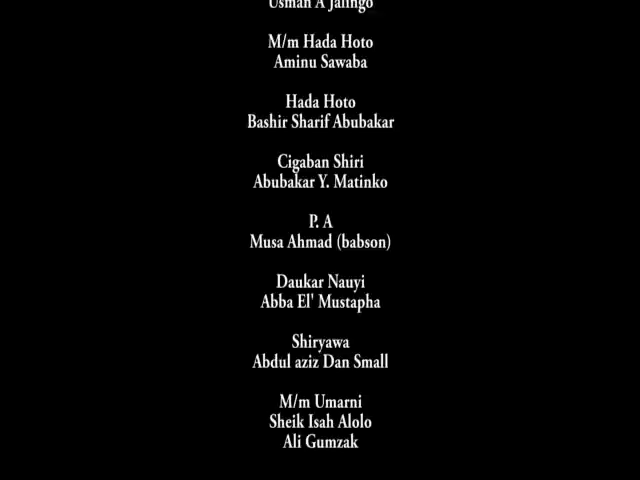 Usman A Jalingo
M/m Hada Hoto
Aminu Sawaba
Hada Hoto
Bashir Sharif Abubakar
Cigaban Shiri
Abubakar Y. Matinko
P. A
Musa Ahmad (babson)
Daukar Nauyi
Abba El' Mustapha
Shiryawa
Abdul aziz Dan Small
M/m Umarni
Sheik Isah Alolo
Ali Gumzak